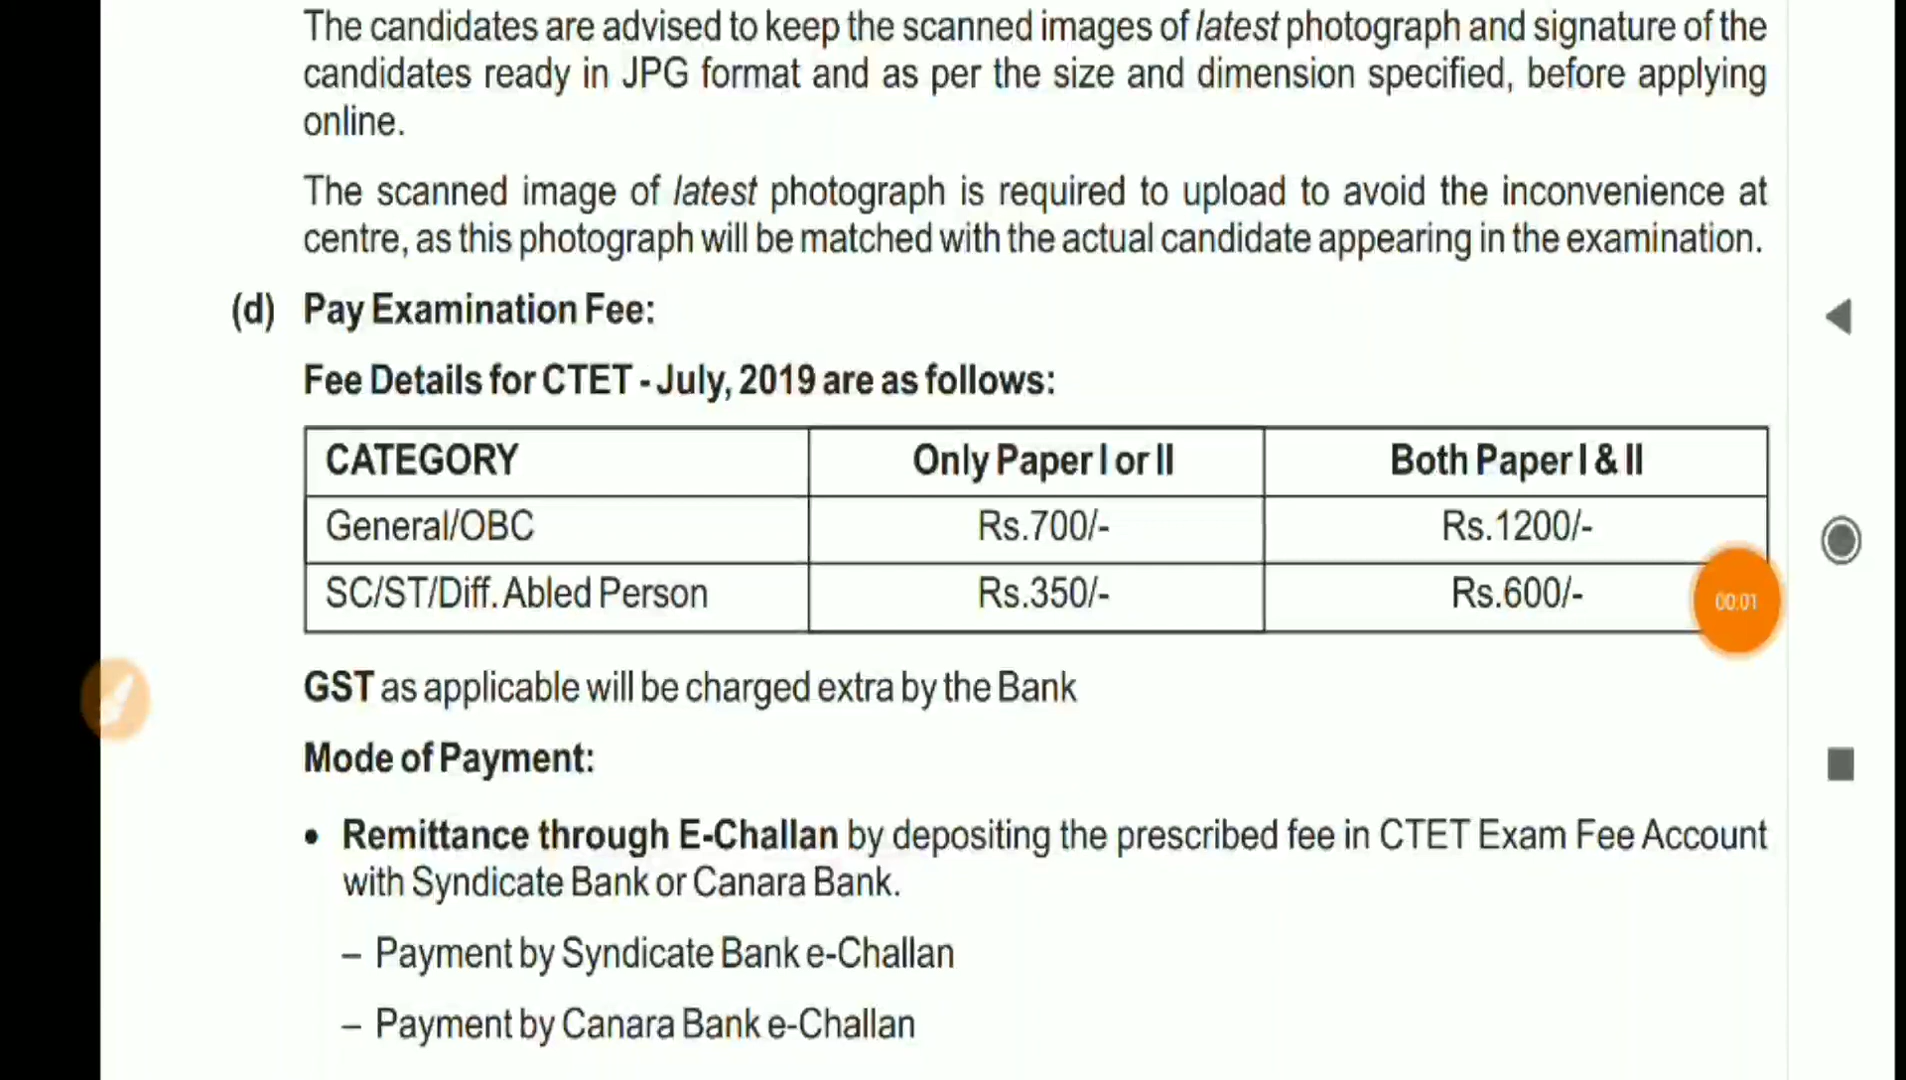 The candidates are advised to keep the scanned images of latest photograph and signature of the
candidates ready in JPG format and as per the size and dimension specified, before applying
online.
The scanned image of latest photograph is required to upload to avoid the inconvenience at
centre, as this photograph will be matched with the actual candidate appearing in the examination.
(d) Pay Examination Fee:
Fee Details for CTET - July, 2019 are as follows:
CATEGORY Only Paper I or II Both Paper I & II
General/OBC Rs.700/- Rs.1200/-
SC/ST/Diff. Abled Person Rs.350/- Rs.600/-
00:01
GST as applicable will be charged extra by the Bank
Mode of Payment:
• Remittance through E-Challan by depositing the prescribed fee in CTET Exam Fee Account
with Syndicate Bank or Canara Bank.
– Payment by Syndicate Bank e-Challan
– Payment by Canara Bank e-Challan